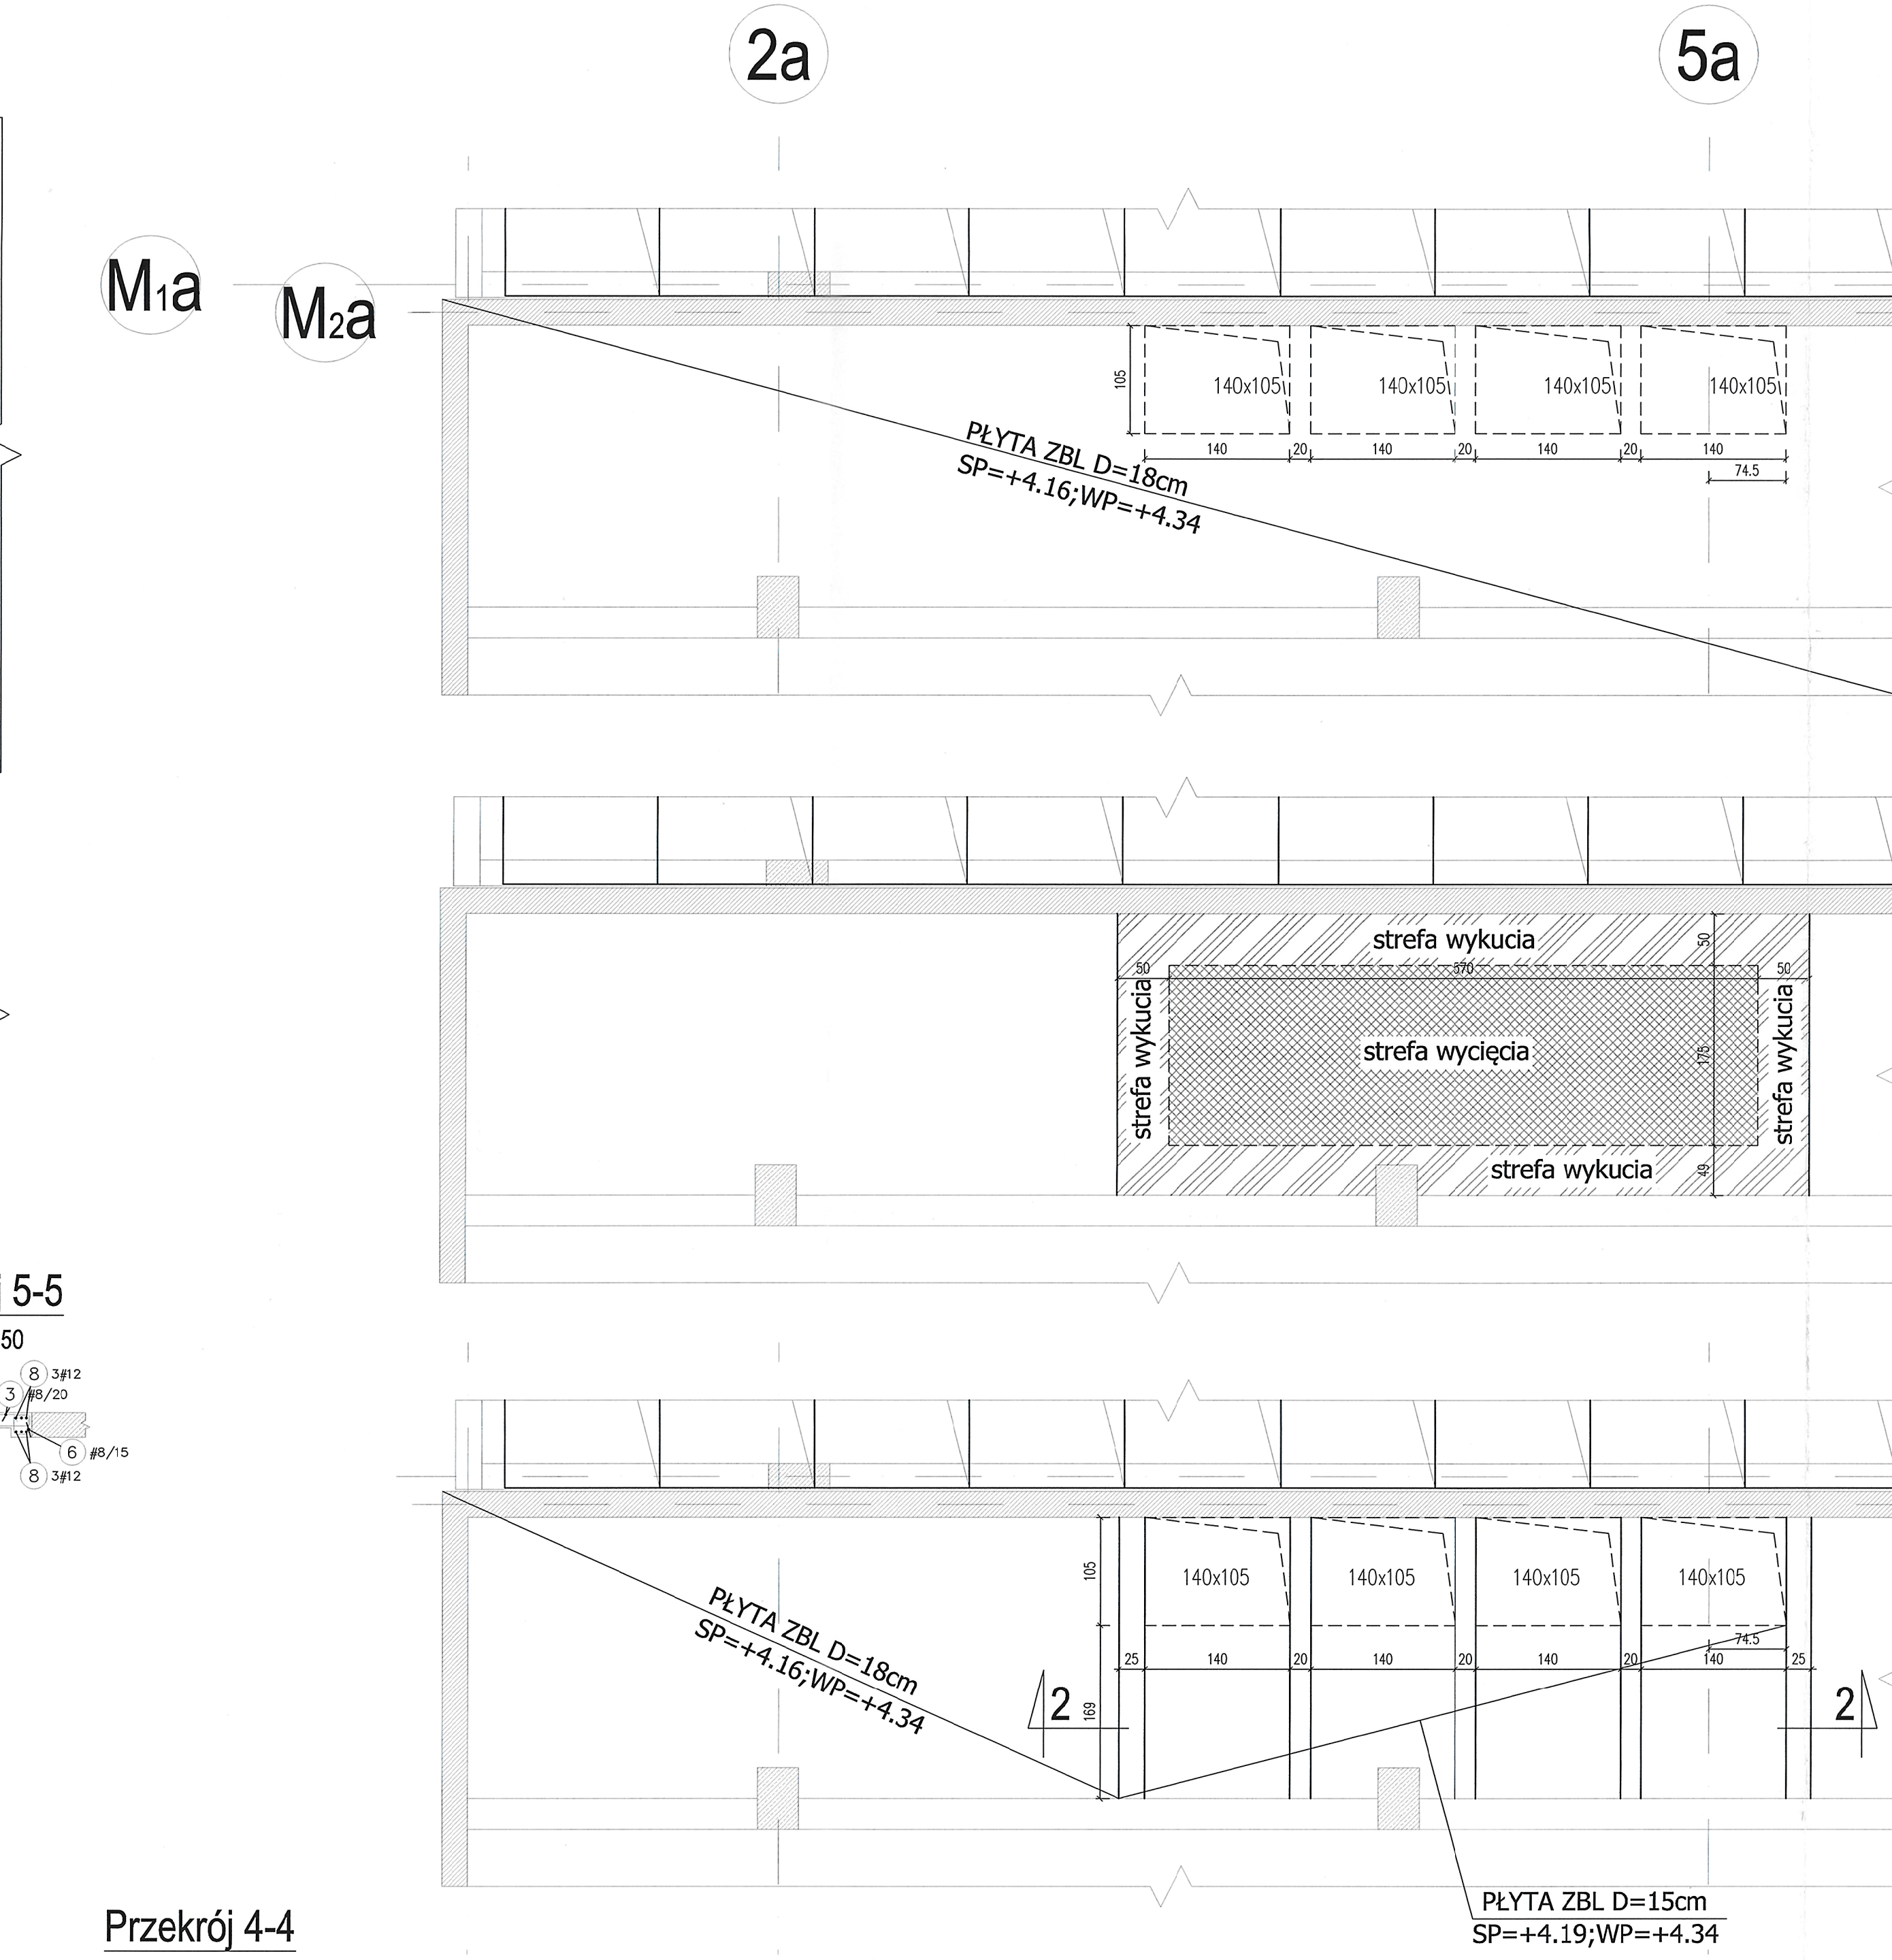 2a
5a
M1a
M2a
105
140x105
140x105
140x105
140x105
140
20
140
20
140
20
140
74.5
PŁYTA ZBL D=18cm
SP=+4.16;WP=+4.34
strefa wykucia
50
50
570
50
strefa wykucia
strefa wycięcia
175
strefa wykucia
strefa wykucia
49
5-5
50
8 3#12
3 #8/20
6 #8/15
8 3#12
105
140x105
140x105
140x105
140x105
74.5
25
140
20
140
20
140
20
140
25
169
2
2
PŁYTA ZBL D=18cm
SP=+4.16;WP=+4.34
PŁYTA ZBL D=15cm
SP=+4.19;WP=+4.34
Przekrój 4-4